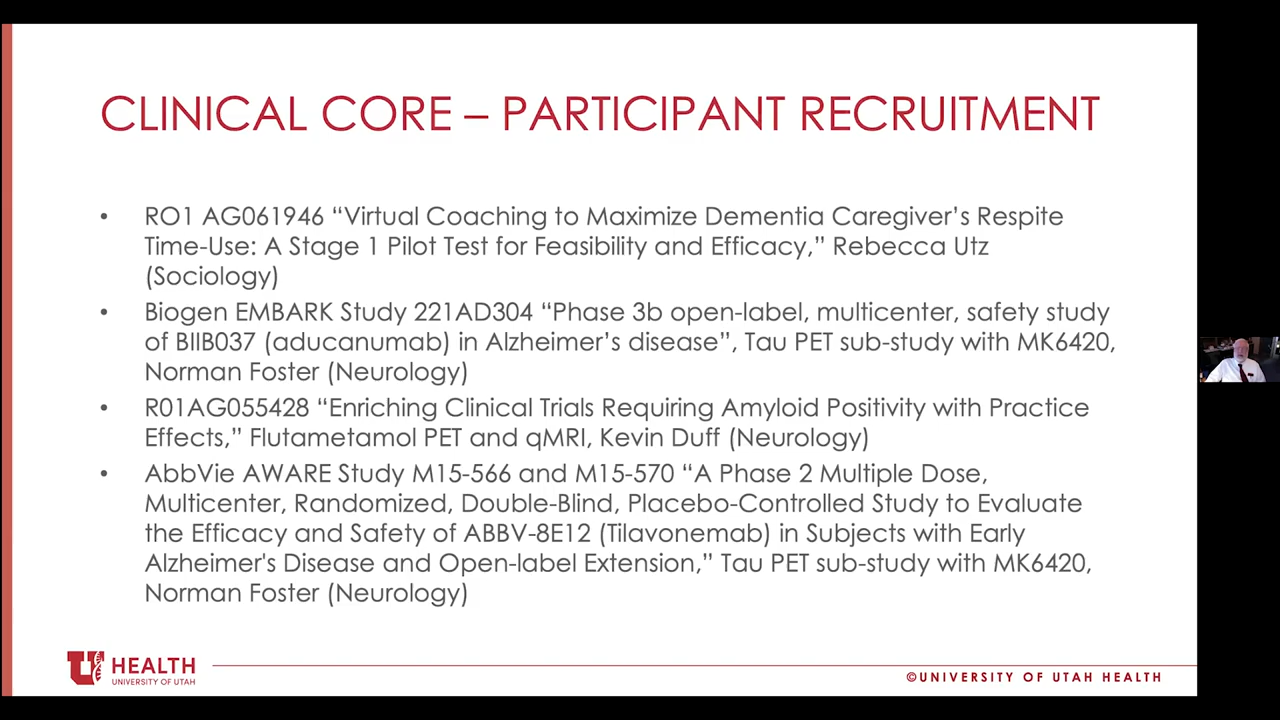 CLINICAL CORE – PARTICIPANT RECRUITMENT
• RO1 AG061946 “Virtual Coaching to Maximize Dementia Caregiver’s Respite
Time-Use: A Stage 1 Pilot Test for Feasibility and Efficacy,” Rebecca Utz
(Sociology)
• Biogen EMBARK Study 221AD304 “Phase 3b open-label, multicenter, safety study
of BIIB037 (aducanumab) in Alzheimer’s disease”, Tau PET sub-study with MK6420,
Norman Foster (Neurology)
• R01AG055428 “Enriching Clinical Trials Requiring Amyloid Positivity with Practice
Effects,” Flutametamol PET and qMRI, Kevin Duff (Neurology)
• AbbVie AWARE Study M15-566 and M15-570 “A Phase 2 Multiple Dose,
Multicenter, Randomized, Double-Blind, Placebo-Controlled Study to Evaluate
the Efficacy and Safety of ABBV-8E12 (Tilavonemab) in Subjects with Early
Alzheimer's Disease and Open-label Extension,” Tau PET sub-study with MK6420,
Norman Foster (Neurology)
U HEALTH
UNIVERSITY OF UTAH
©UNIVERSITY OF UTAH HEALTH